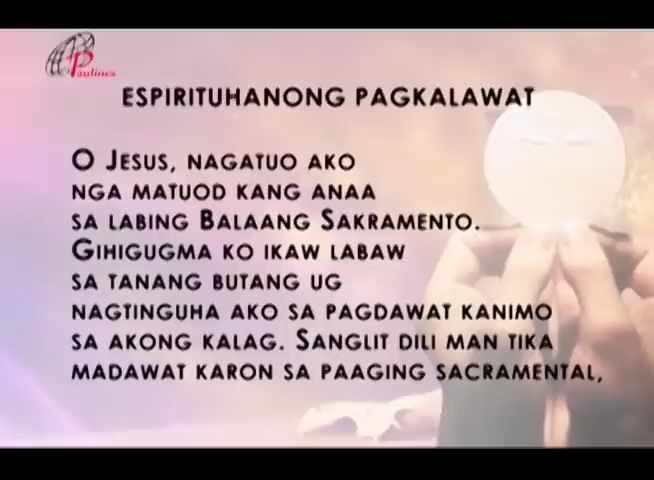 Paulines
ESPIRITUHANONG PAGKALAWAT
O JESUS, NAGATUO AKO
NGA MATUOD KANG ANAA
SA LABING BALAANG SAKRAMENTO.
GIHIGUGMA KO IKAW LABAW
SA TANANG BUTANG UG
NAGTINGUHA AKO SA PAGDAWAT KANIMO
SA AKONG KALAG. SANGLIT DILI MAN TIKA
MADAWAT KARON SA PAAGING SACRAMENTAL,